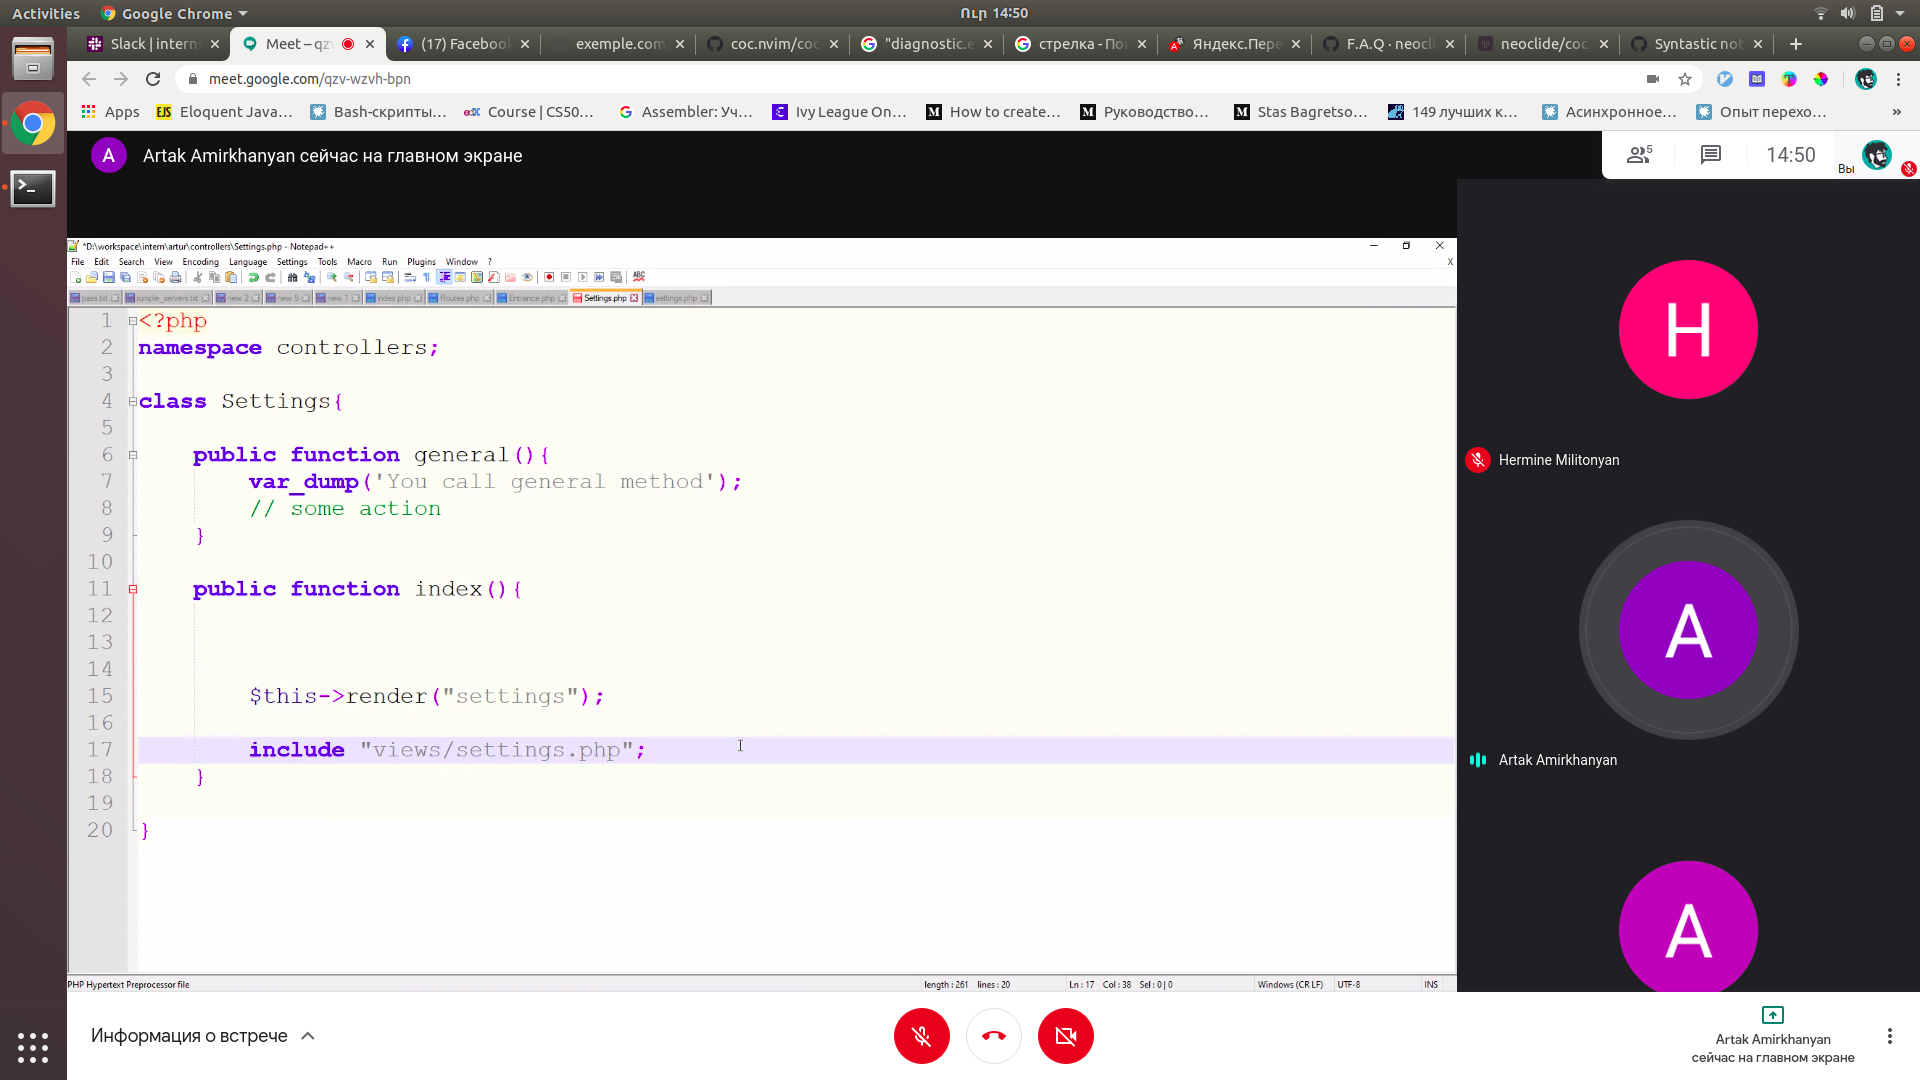 Activities Google Chrome Ուր 14:50
Slack | intern Meet – qz (17) Facebook exemple.com coc.nvim/coc "diagnostic.e стрелка - По Яндекс.Пере F.A.Q · neocl neoclide/coc Syntastic not
meet.google.com/qzv-wzvh-bpn
Apps EJS Eloquent Java… Bash-скрипты… edX Course | CS50… Assembler: Уч… Ivy League On… How to create… Руководство… Stas Bagretso… 149 лучших к… Асинхронное… Опыт перехо… »
A Artak Amirkhanyan сейчас на главном экране 5 14:50 Вы
*D:\workspace\intern\artur\controllers\Settings.php - Notepad++
File Edit Search View Encoding Language Settings Tools Macro Run Plugins Window ? X
ABC
pass.txt rumple_servers.txt new 2 new 5 new 1 index.php Routes.php Entrance.php Settings.php settings.php
1 <?php
2 namespace controllers;
3
4 class Settings{
5
6 public function general(){
7 var_dump('You call general method');
8 // some action
9 }
10
11 public function index(){
12
13
14
15 $this->render("settings");
16
17 include "views/settings.php";
18 }
19
20 }
PHP Hypertext Preprocessor file length : 261 lines : 20 Ln : 17 Col : 38 Sel : 0 | 0 Windows (CR LF) UTF-8 INS
H
Hermine Militonyan
A
Artak Amirkhanyan
A
Информация о встрече
Artak Amirkhanyan
сейчас на главном экране